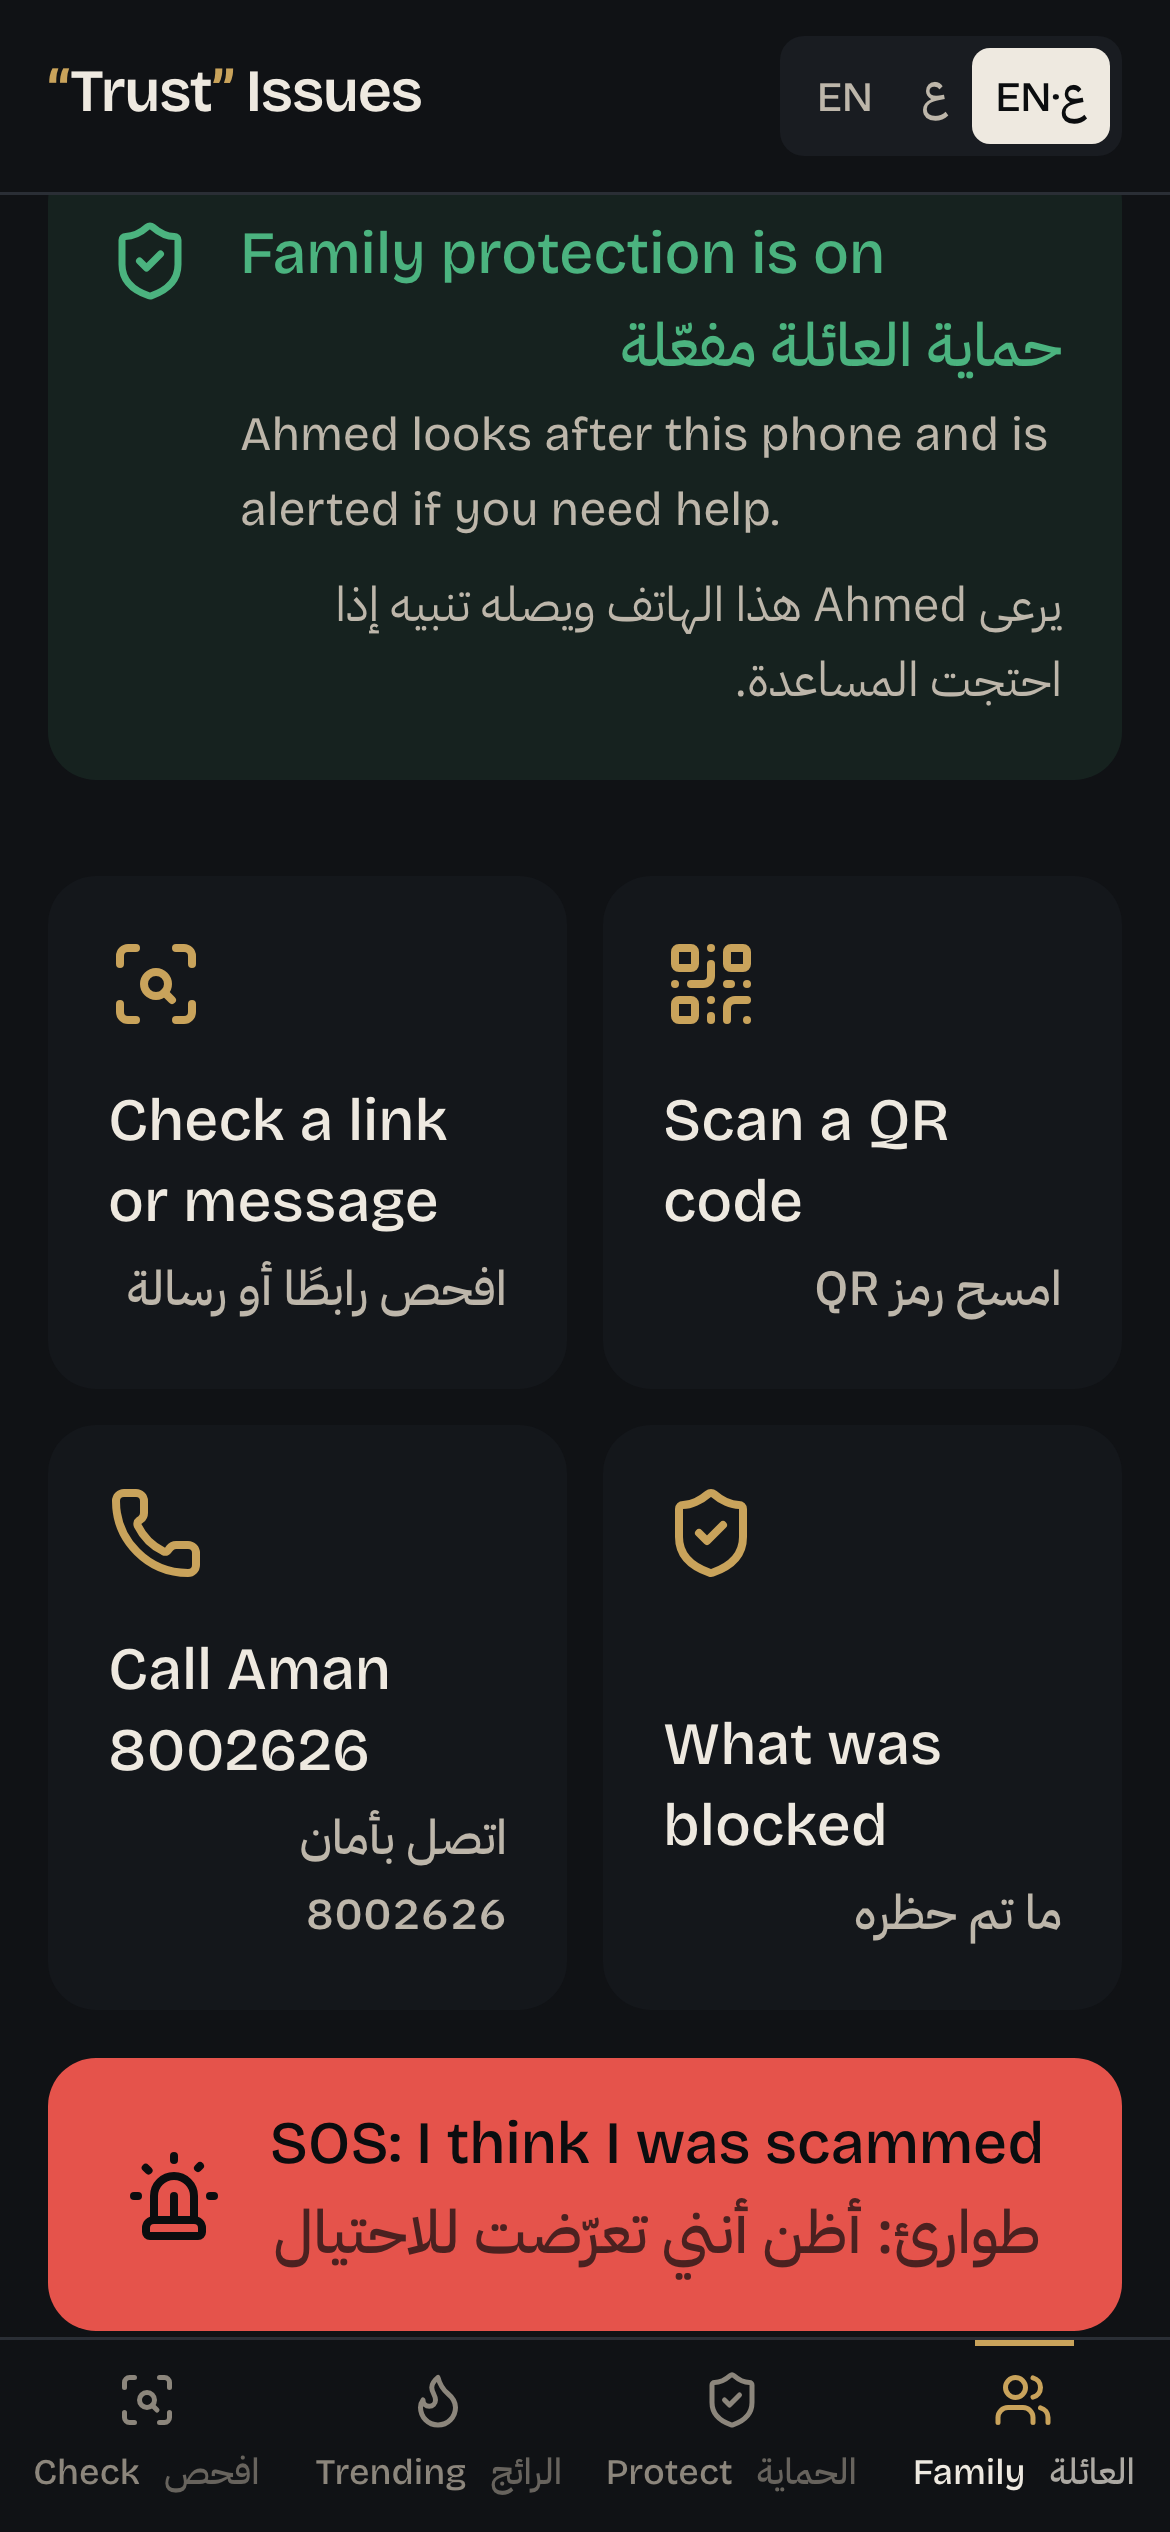 “Trust” Issues
EN ع EN·ع
Family protection is on
حماية العائلة مفعّلة
Ahmed looks after this phone and is
alerted if you need help.
يرعى Ahmed هذا الهاتف ويصله تنبيه إذا
احتجت المساعدة.
Check a link
or message
افحص رابطًا أو رسالة
Scan a QR
code
امسح رمز QR
Call Aman
8002626
اتصل بأمان
8002626
What was
blocked
ما تم حظره
SOS: I think I was scammed
طوارئ: أظن أنني تعرّضت للاحتيال
Check افحص
Trending الرائج
Protect الحماية
Family العائلة